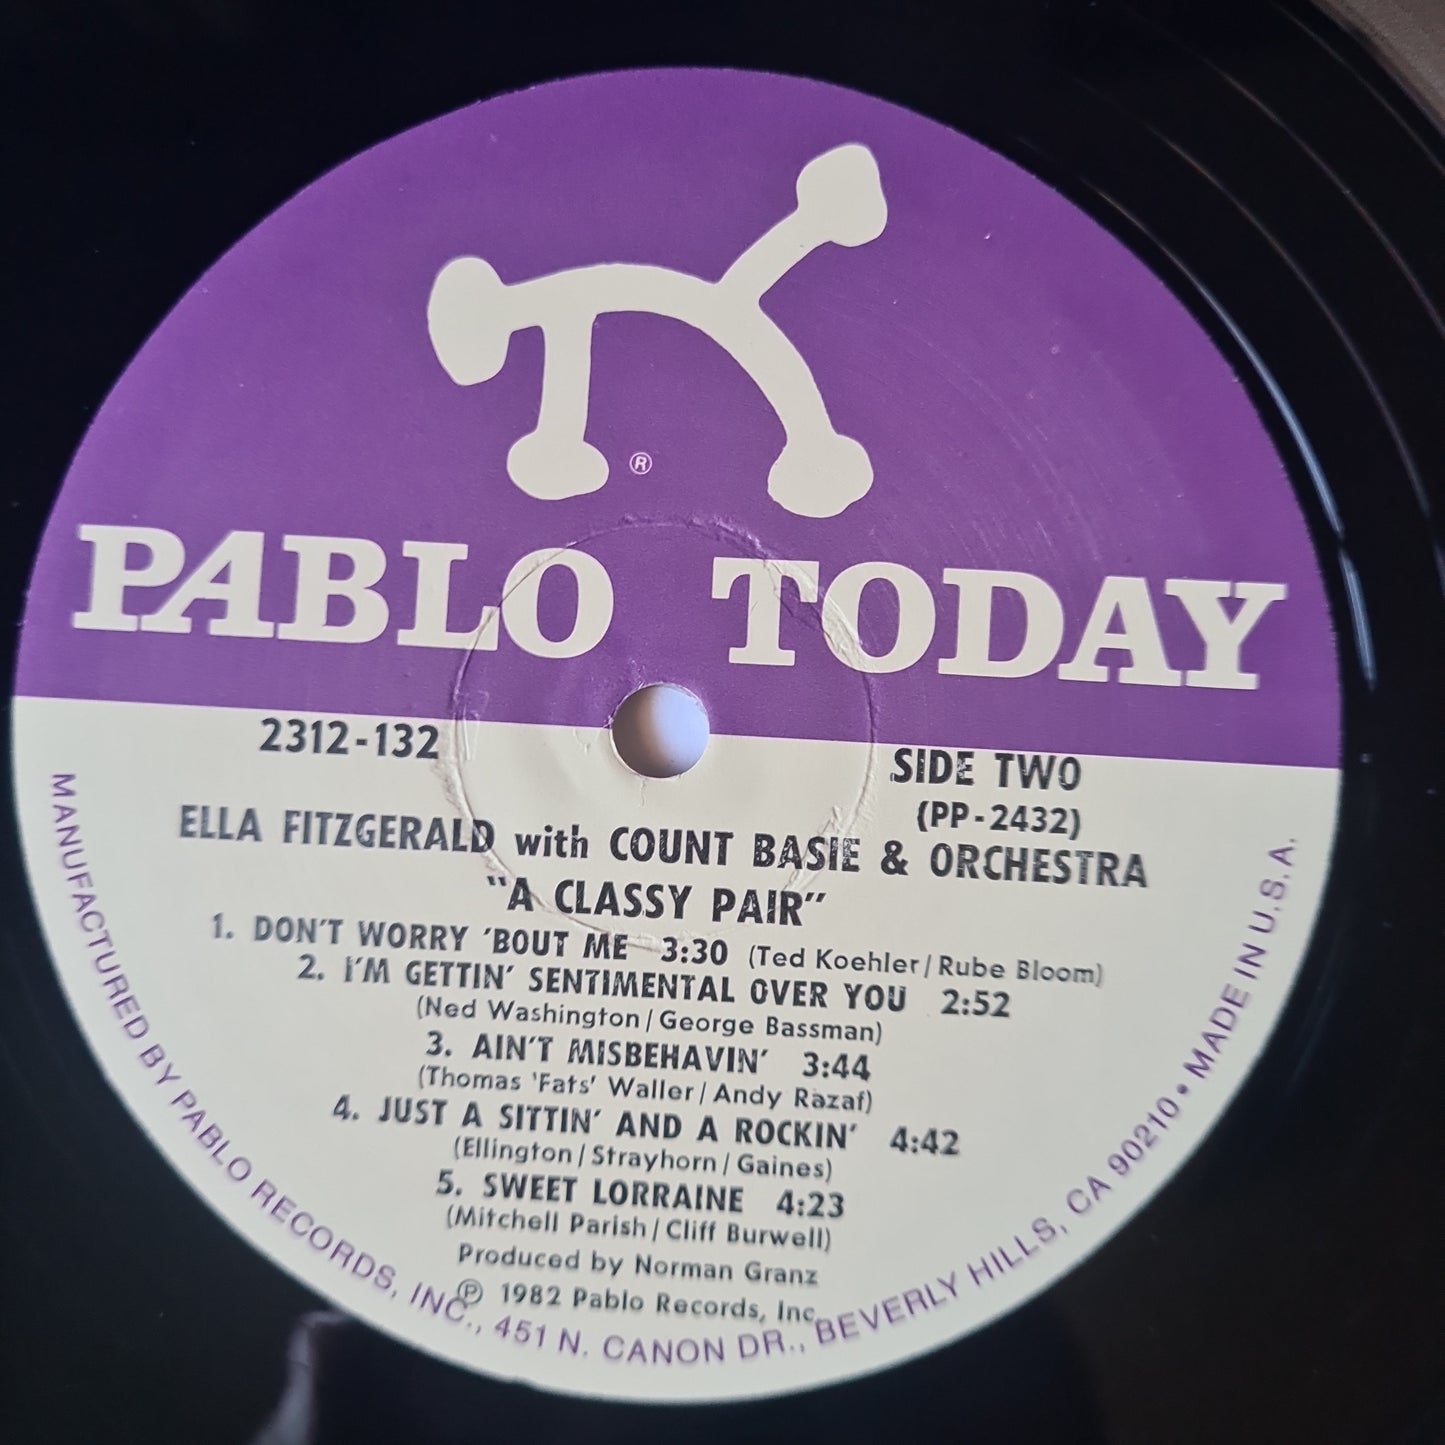 ®
PABLO TODAY
2312-132
SIDE TWO
(PP-2432)
ELLA FITZGERALD with COUNT BASIE & ORCHESTRA
"A CLASSY PAIR"
1. DON'T WORRY 'BOUT ME 3:30 (Ted Koehler/Rube Bloom)
2. I'M GETTIN' SENTIMENTAL OVER YOU 2:52
(Ned Washington/George Bassman)
3. AIN'T MISBEHAVIN' 3:44
(Thomas 'Fats' Waller/Andy Razaf)
4. JUST A SITTIN' AND A ROCKIN' 4:42
(Ellington/Strayhorn/Gaines)
5. SWEET LORRAINE 4:23
(Mitchell Parish/Cliff Burwell)
Produced by Norman Granz
℗ 1982 Pablo Records, Inc.
MANUFACTURED BY PABLO RECORDS, INC., 451 N. CANON DR., BEVERLY HILLS, CA 90210 • MADE IN U.S.A.